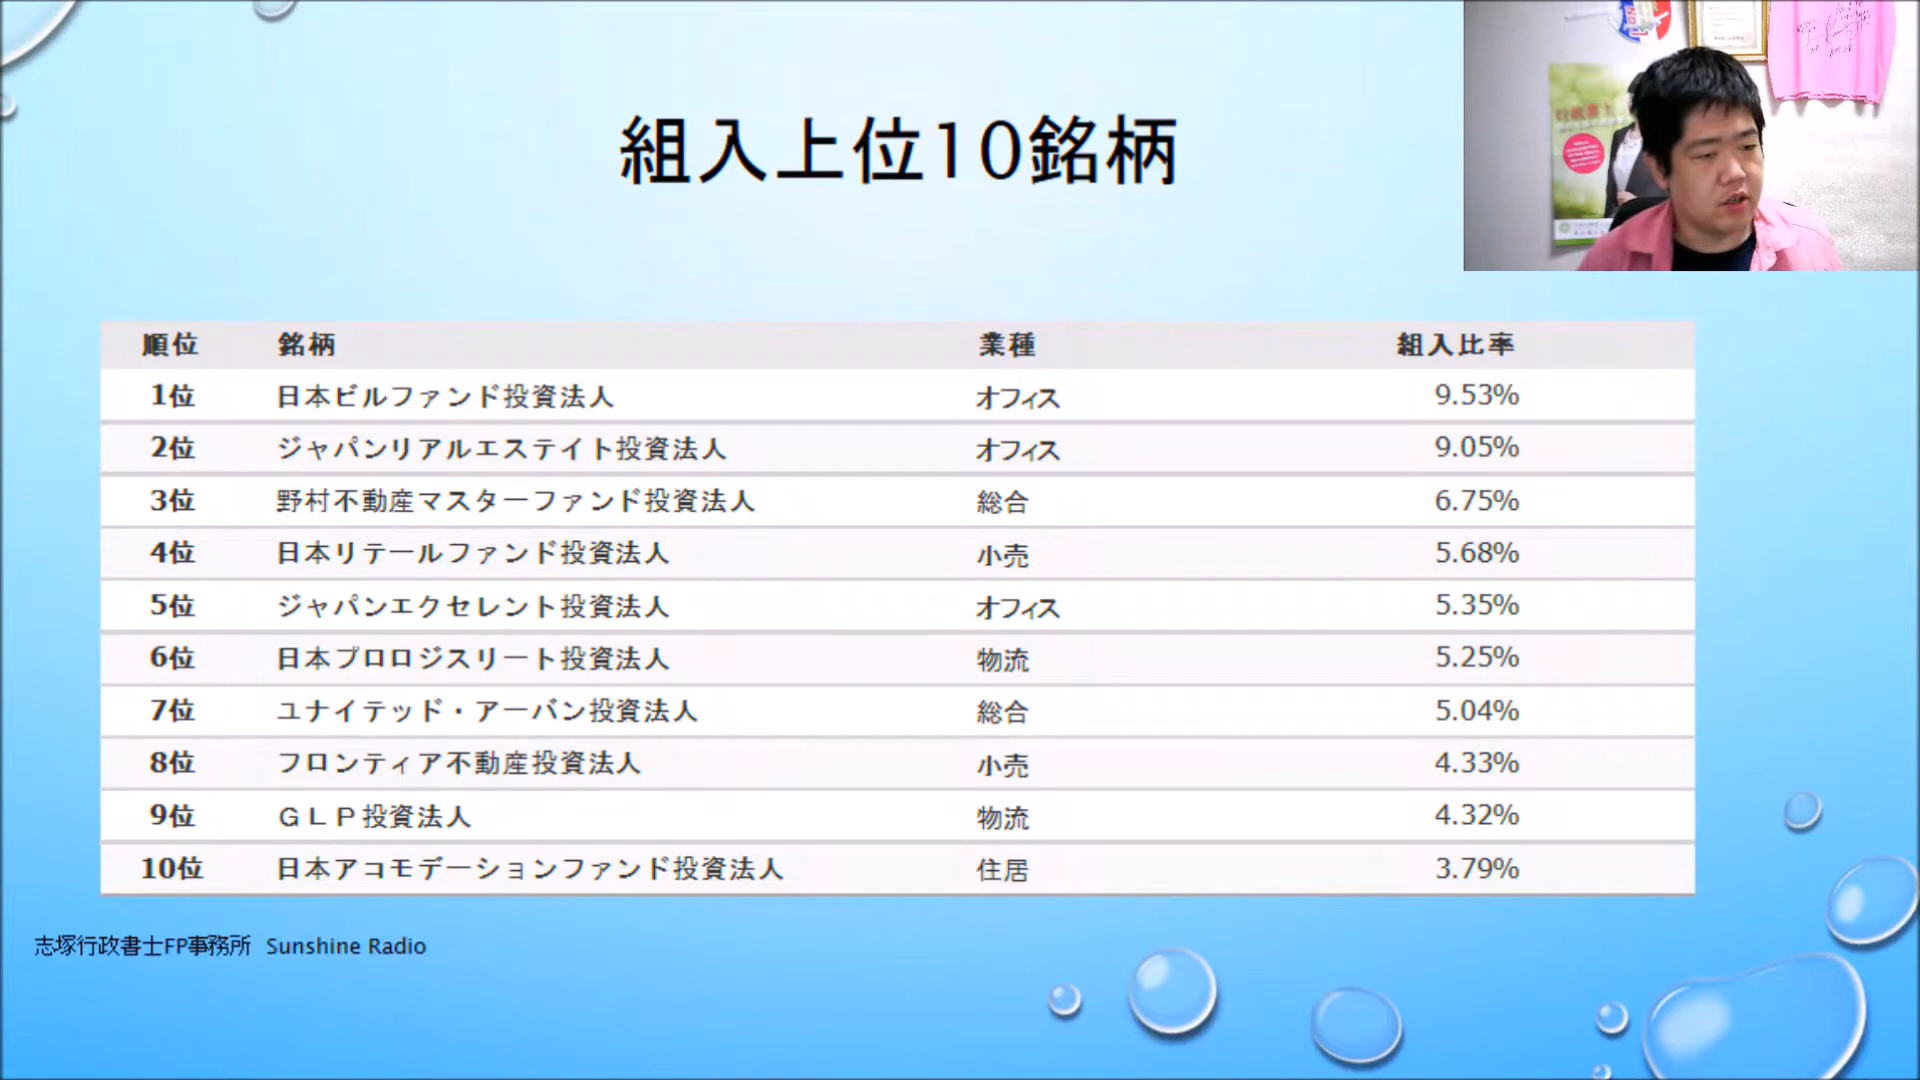 組入上位10銘柄
行政書士
順位 銘柄 業種 組入比率
1位 日本ビルファンド投資法人 オフィス 9.53%
2位 ジャパンリアルエステイト投資法人 オフィス 9.05%
3位 野村不動産マスターファンド投資法人 総合 6.75%
4位 日本リテールファンド投資法人 小売 5.68%
5位 ジャパンエクセレント投資法人 オフィス 5.35%
6位 日本プロロジスリート投資法人 物流 5.25%
7位 ユナイテッド・アーバン投資法人 総合 5.04%
8位 フロンティア不動産投資法人 小売 4.33%
9位 ＧＬＰ投資法人 物流 4.32%
10位 日本アコモデーションファンド投資法人 住居 3.79%
志塚行政書士FP事務所 Sunshine Radio